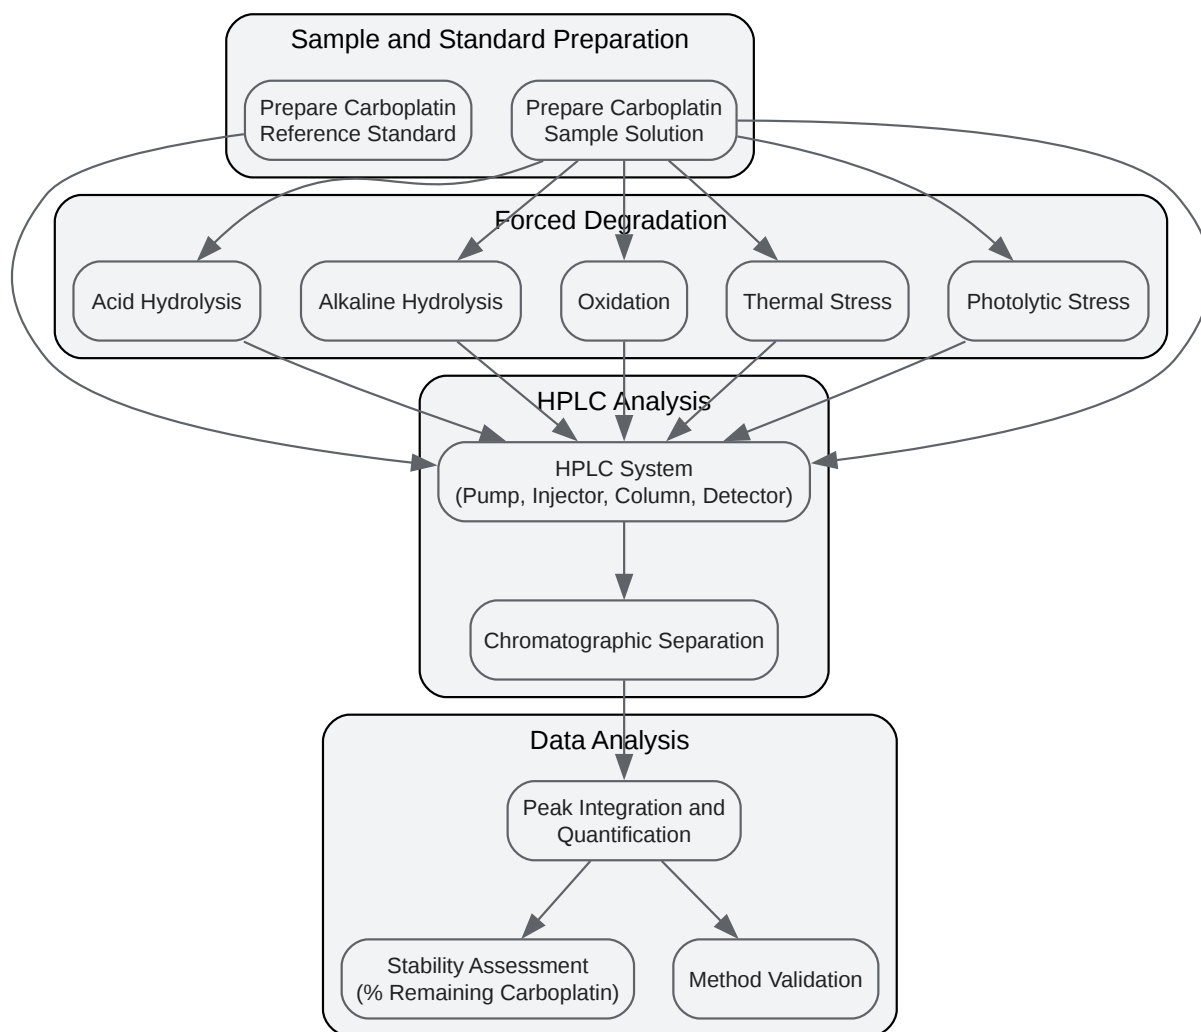 Sample and Standard Preparation
Prepare Carboplatin
Reference Standard
Prepare Carboplatin
Sample Solution
Forced Degradation
Acid Hydrolysis
Alkaline Hydrolysis
Oxidation
Thermal Stress
Photolytic Stress
HPLC Analysis
HPLC System
(Pump, Injector, Column, Detector)
Chromatographic Separation
Data Analysis
Peak Integration and
Quantification
Stability Assessment
(% Remaining Carboplatin)
Method Validation